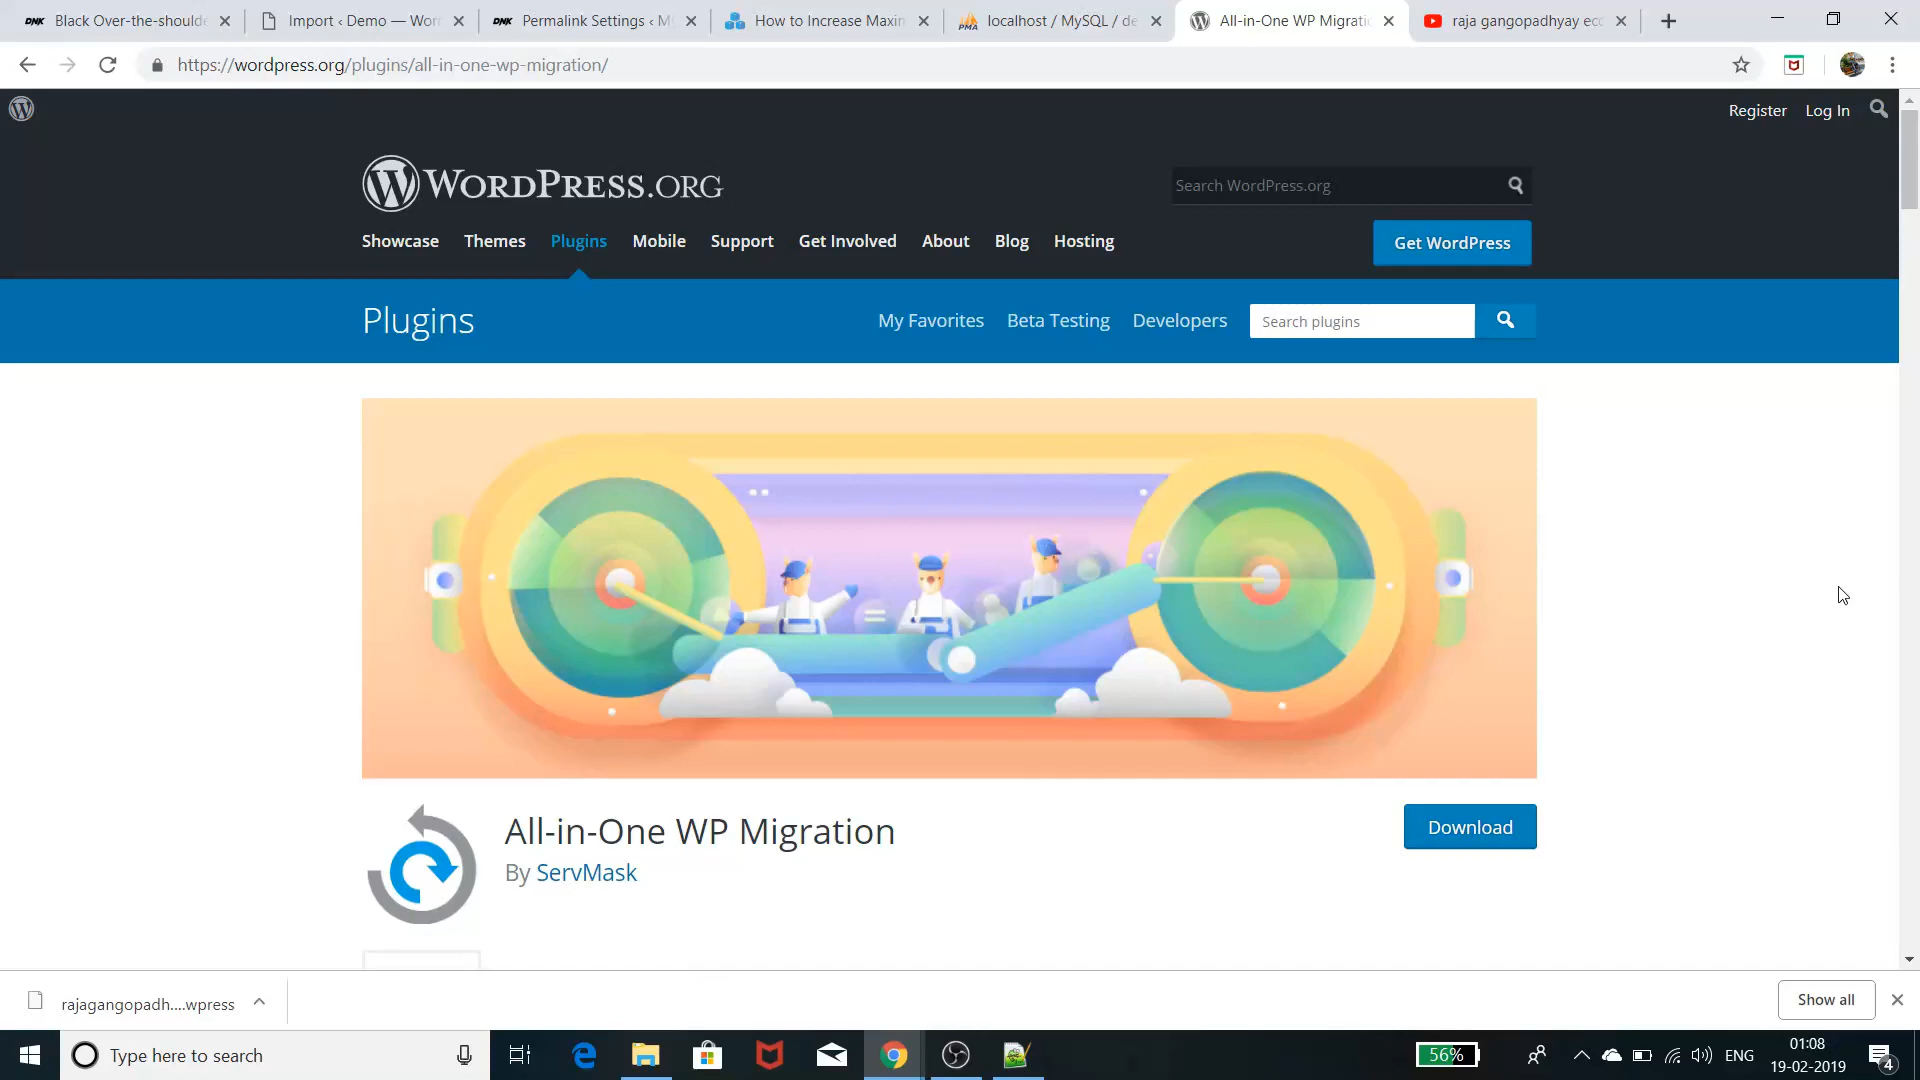 Black Over-the-shoulde
Import ‹ Demo — Wor
Permalink Settings ‹ M
How to Increase Maxin
localhost / MySQL / de
All-in-One WP Migrati
raja gangopadhyay eco
https://wordpress.org/plugins/all-in-one-wp-migration/
Register Log In
WORDPRESS.ORG
Search WordPress.org
Showcase Themes Plugins Mobile Support Get Involved About Blog Hosting
Get WordPress
Plugins
My Favorites Beta Testing Developers
Search plugins
All-in-One WP Migration
Download
By ServMask
rajagangopadh....wpress
Show all
Type here to search
56%
ENG
01:08
19-02-2019
4